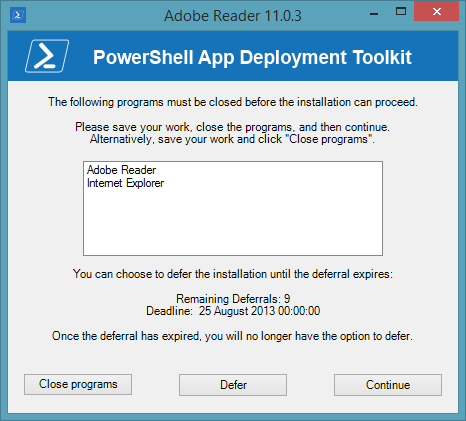 Adobe Reader 11.0.3
PowerShell App Deployment Toolkit
The following programs must be closed before the installation can proceed.
Please save your work, close the programs, and then continue.
Alternatively, save your work and click "Close programs".
Adobe Reader
Internet Explorer
You can choose to defer the installation until the deferral expires:
Remaining Deferrals: 9
Deadline: 25 August 2013 00:00:00
Once the deferral has expired, you will no longer have the option to defer.
Close programs
Defer
Continue